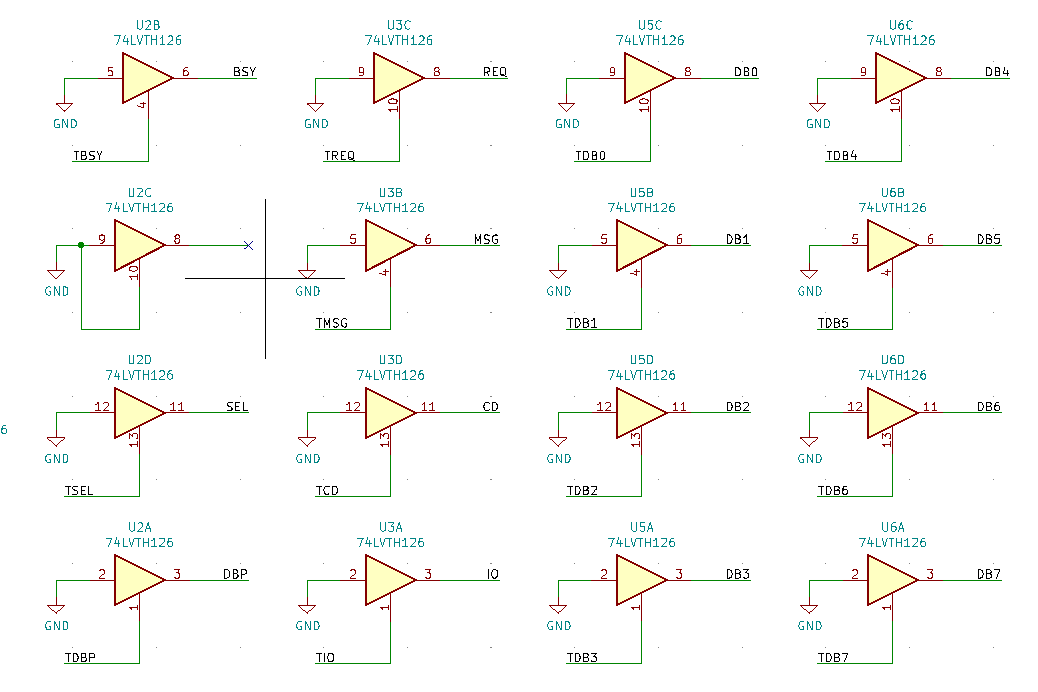 U2B
74LVTH126
5
6
BSY
4
GND
TBSY
U3C
74LVTH126
9
8
REQ
10
GND
TREQ
U5C
74LVTH126
9
8
DB0
10
GND
TDB0
U6C
74LVTH126
9
8
DB4
10
GND
TDB4
U2C
74LVTH126
9
8
10
GND
U3B
74LVTH126
5
6
MSG
4
GND
TMSG
U5B
74LVTH126
5
6
DB1
4
GND
TDB1
U6B
74LVTH126
5
6
DB5
4
GND
TDB5
6
U2D
74LVTH126
12
11
SEL
13
GND
TSEL
U3D
74LVTH126
12
11
CD
13
GND
TCD
U5D
74LVTH126
12
11
DB2
13
GND
TDB2
U6D
74LVTH126
12
11
DB6
13
GND
TDB6
U2A
74LVTH126
2
3
DBP
1
GND
TDBP
U3A
74LVTH126
2
3
IO
1
GND
TIO
U5A
74LVTH126
2
3
DB3
1
GND
TDB3
U6A
74LVTH126
2
3
DB7
1
GND
TDB7